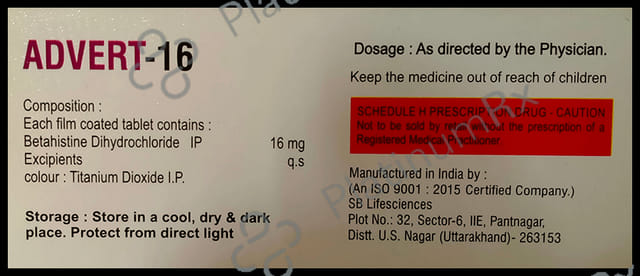 ADVERT-16
Composition :
Each film coated tablet contains :
Betahistine Dihydrochloride IP 16 mg
Excipients q.s
colour : Titanium Dioxide I.P.
Storage : Store in a cool, dry & dark
place. Protect from direct light
Dosage : As directed by the Physician.
Keep the medicine out of reach of children
SCHEDULE H PRESCRIPTION DRUG - CAUTION
Not to be sold by retail without the prescription of a
Registered Medical Practitioner.
Manufactured in India by :
(An ISO 9001 : 2015 Certified Company.)
SB Lifesciences
Plot No.: 32, Sector-6, IIE, Pantnagar,
Distt. U.S. Nagar (Uttarakhand)- 263153
PlatinumRx